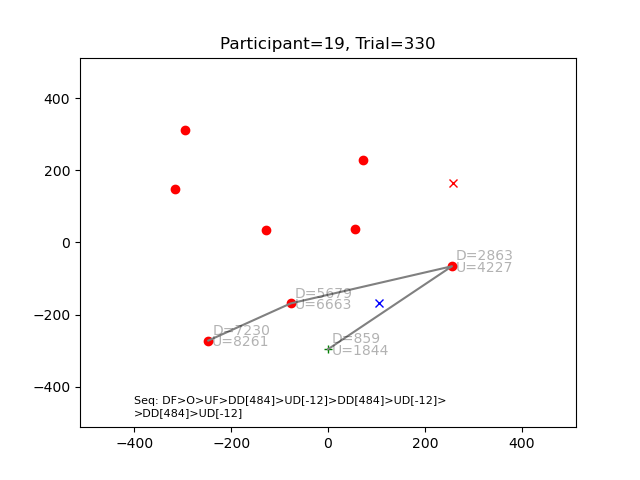 Participant=19, Trial=330
400
200
0
−200
−400
D=2863
U=4227
D=5679
U=6663
D=7230
U=8261
D=859
U=1844
Seq: DF>O>UF>DD[484]>UD[-12]>DD[484]>UD[-12]>
>DD[484]>UD[-12]
−400
−200
0
200
400